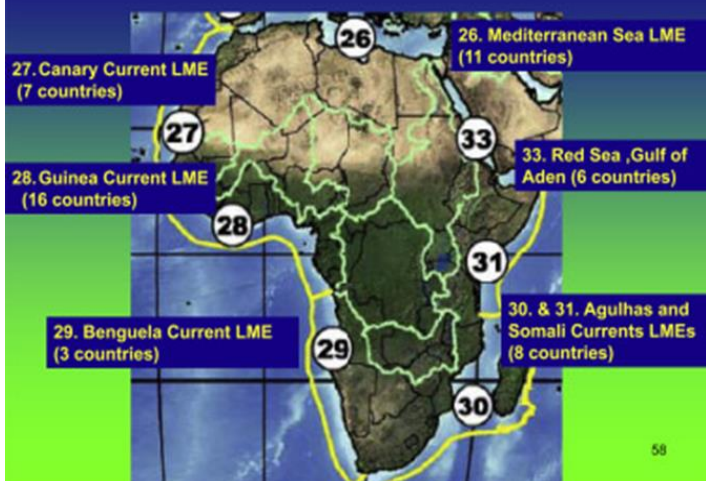 26. Mediterranean Sea LME
(11 countries)
27. Canary Current LME
(7 countries)
28. Guinea Current LME
(16 countries)
33. Red Sea ,Gulf of
Aden (6 countries)
29. Benguela Current LME
(3 countries)
30. & 31. Agulhas and
Somali Currents LMEs
(8 countries)
26
27
33
28
31
29
30
58